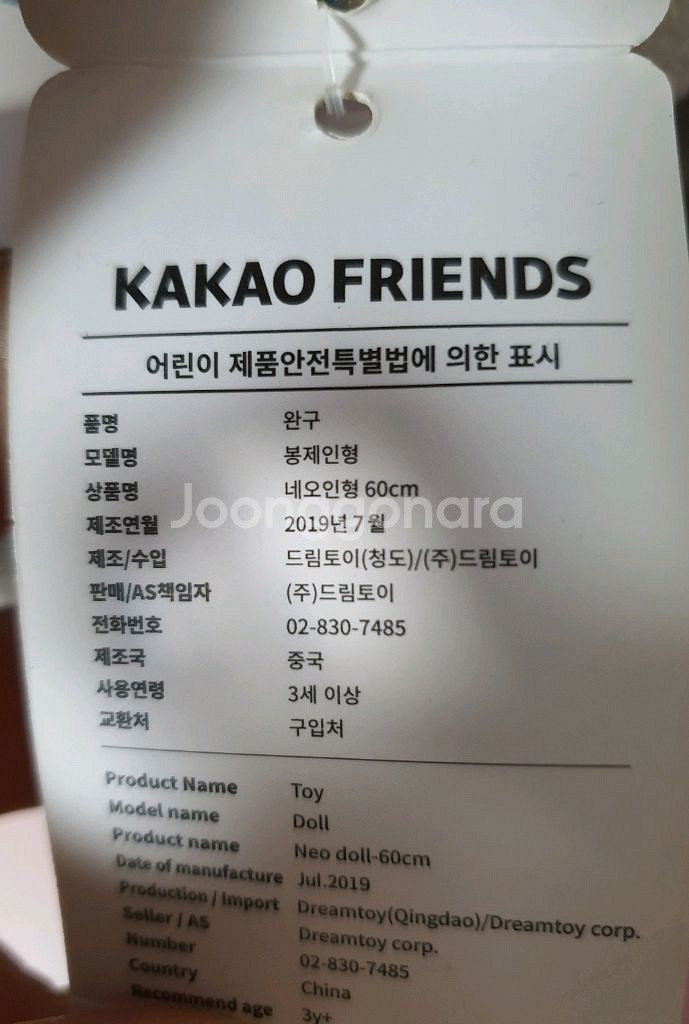 KAKAO FRIENDS
어린이 제품안전특별법에 의한 표시
품명 완구
모델명 봉제인형
상품명 네오인형 60cm
Joonggonara
제조연월 2019년 7월
제조/수입 드림토이(청도)/(주)드림토이
판매/AS책임자 (주)드림토이
전화번호 02-830-7485
제조국 중국
사용연령 3세 이상
교환처 구입처
Product Name Toy
Model name Doll
Product name Neo doll-60cm
Date of manufacture Jul.2019
Production / Import Dreamtoy(Qingdao)/Dreamtoy corp.
Seller / AS Dreamtoy corp.
Number 02-830-7485
Country China
Recommend age 3y+